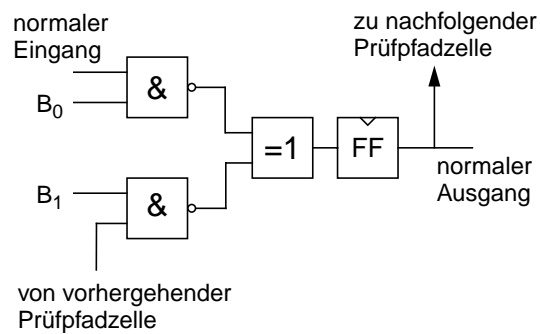 normaler
Eingang
zu nachfolgender
Prüfpfadzelle
&
B0
=1
FF
normaler
Ausgang
B1
&
von vorhergehender
Prüfpfadzelle